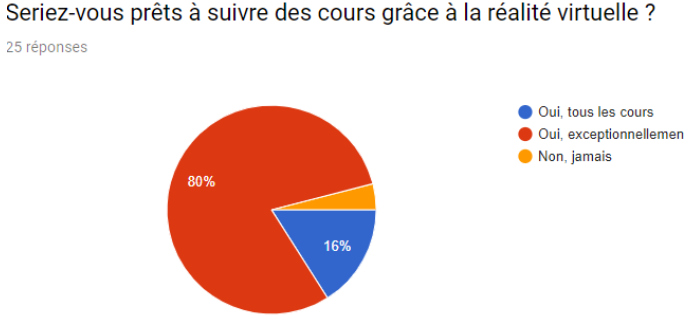 Seriez-vous prêts à suivre des cours grâce à la réalité virtuelle ?
25 réponses
Oui, tous les cours
Oui, exceptionnellemen
Non, jamais
80%
16%